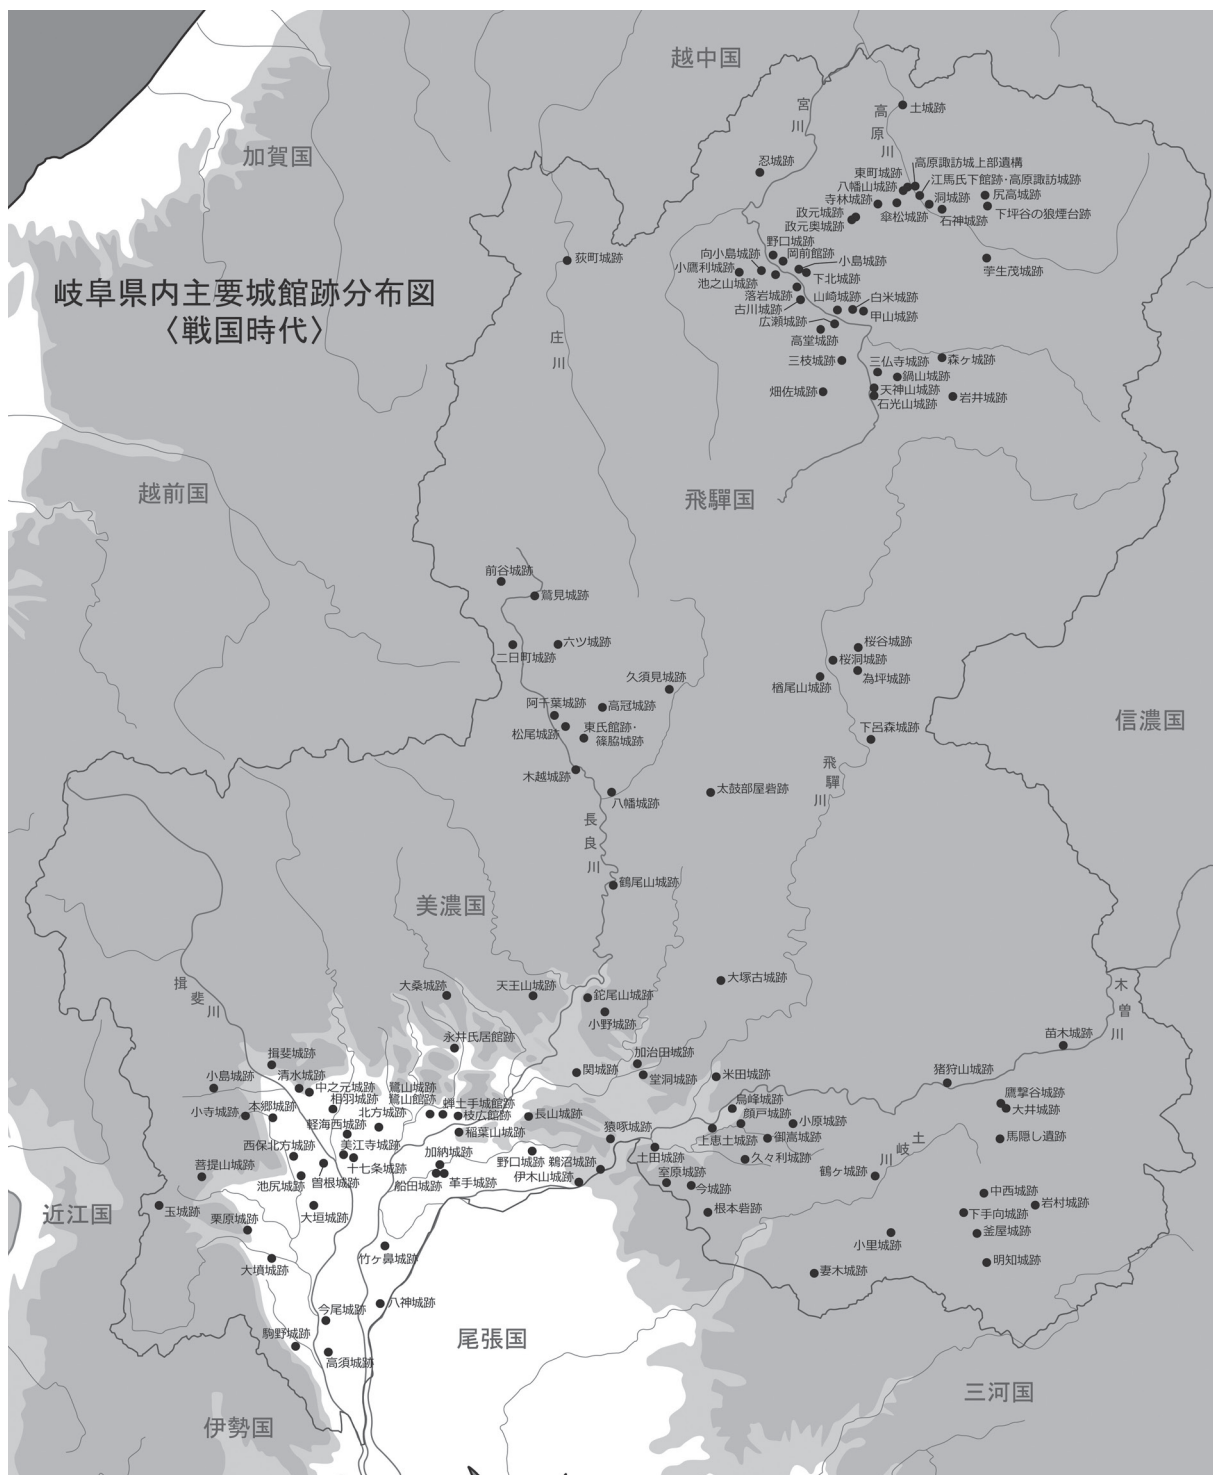 岐阜県内主要城館跡分布図
〈戦国時代〉
越中国
加賀国
越前国
飛驒国
信濃国
美濃国
近江国
尾張国
伊勢国
三河国
宮川
高原川
庄川
長良川
飛驒川
揖斐川
木曽川
土岐川
土城跡
忍城跡
高原諏訪城上部遺構
東町城跡
江馬氏下館跡・高原諏訪城跡
八幡山城跡
寺林城跡
洞城跡
尻高城跡
傘松城跡
石神城跡
下坪谷の狼煙台跡
政元城跡
政元奥城跡
野口城跡
向小島城跡
岡前館跡
小島城跡
荻町城跡
小鷹利城跡
下北城跡
池之山城跡
落岩城跡
古川城跡
山崎城跡
白米城跡
甲山城跡
広瀬城跡
高堂城跡
三枝城跡
三仏寺城跡
森ヶ城跡
鍋山城跡
畑佐城跡
天神山城跡
石光山城跡
岩井城跡
前谷城跡
鷲見城跡
二日町城跡
六ツ城跡
久須見城跡
阿千葉城跡
高冠城跡
松尾城跡
東氏館跡・
篠脇城跡
木越城跡
八幡城跡
太鼓部屋砦跡
桜谷城跡
桜洞城跡
為坪城跡
楢尾山城跡
下呂森城跡
鶴尾山城跡
大桑城跡
天王山城跡
鉈尾山城跡
小野城跡
大塚古城跡
永井氏居館跡
関城跡
加治田城跡
堂洞城跡
米田城跡
苗木城跡
猪狩山城跡
鷹撃谷城跡
大井城跡
馬隠し遺跡
揖斐城跡
小島城跡
清水城跡
中之元城跡
相羽城跡
鷺山城跡
鷺山館跡
蝉土手城館跡
北方城跡
枝広館跡
長山城跡
小寺城跡
本郷城跡
軽海西城跡
稲葉山城跡
猿啄城跡
烏峰城跡
顔戸城跡
小原城跡
上恵土城跡
御嵩城跡
西保北方城跡
美江寺城跡
加納城跡
野口城跡
鵜沼城跡
土田城跡
久々利城跡
菩提山城跡
池尻城跡
曽根城跡
十七条城跡
船田城跡
革手城跡
伊木山城跡
室原城跡
今城跡
鶴ヶ城跡
中西城跡
岩村城跡
玉城跡
栗原城跡
大垣城跡
根本砦跡
下手向城跡
釜屋城跡
小里城跡
大墳城跡
竹ヶ鼻城跡
妻木城跡
明知城跡
今尾城跡
八神城跡
駒野城跡
高須城跡